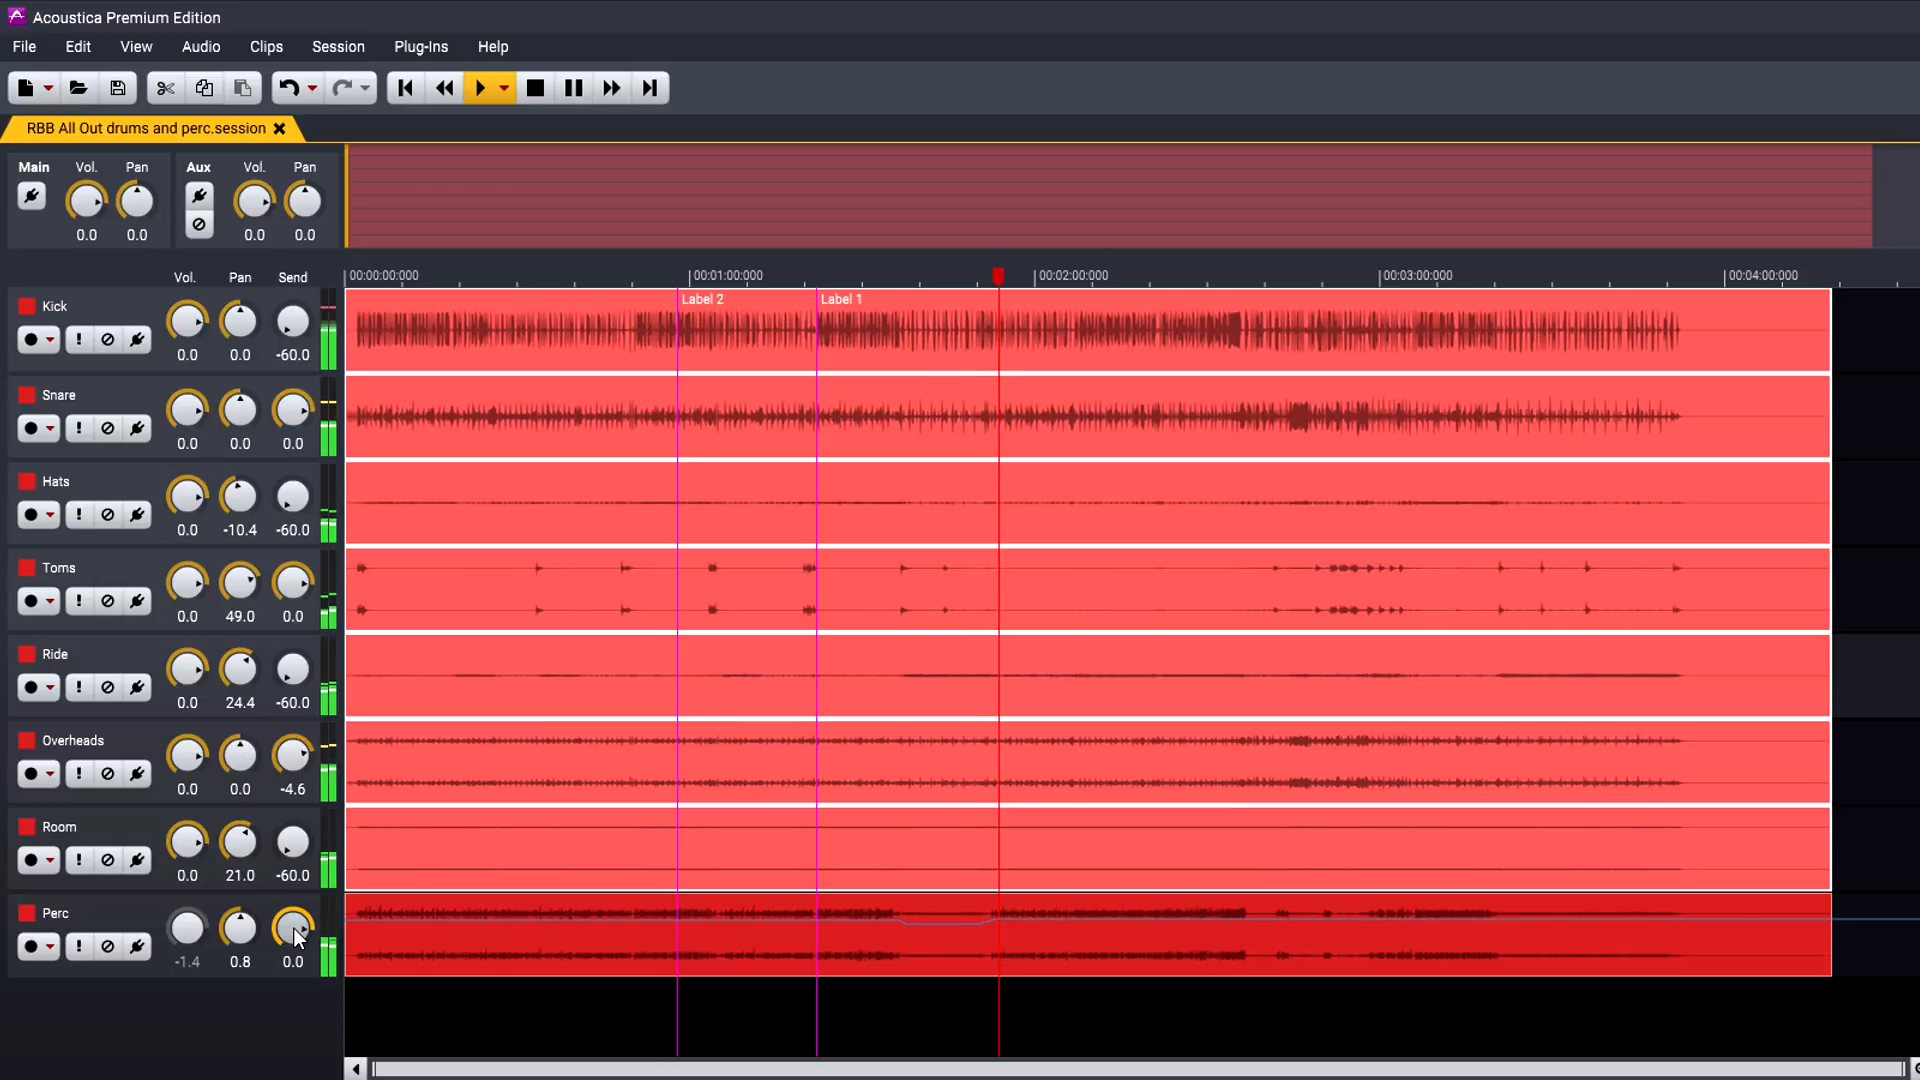 Acoustica Premium Edition
File Edit View Audio Clips Session Plug-Ins Help
RBB All Out drums and perc.session
Main Vol. Pan Aux Vol. Pan
0.0 0.0 0.0 0.0
Vol. Pan Send 00:00:00:000 00:01:00:000 00:02:00:000 00:03:00:000 00:04:00:000
Kick Label 2 Label 1
0.0 0.0 -60.0
Snare
0.0 0.0 0.0
Hats
0.0 -10.4 -60.0
Toms
0.0 49.0 0.0
Ride
0.0 24.4 -60.0
Overheads
0.0 0.0 -4.6
Room
0.0 21.0 -60.0
Perc
-1.4 0.8 0.0